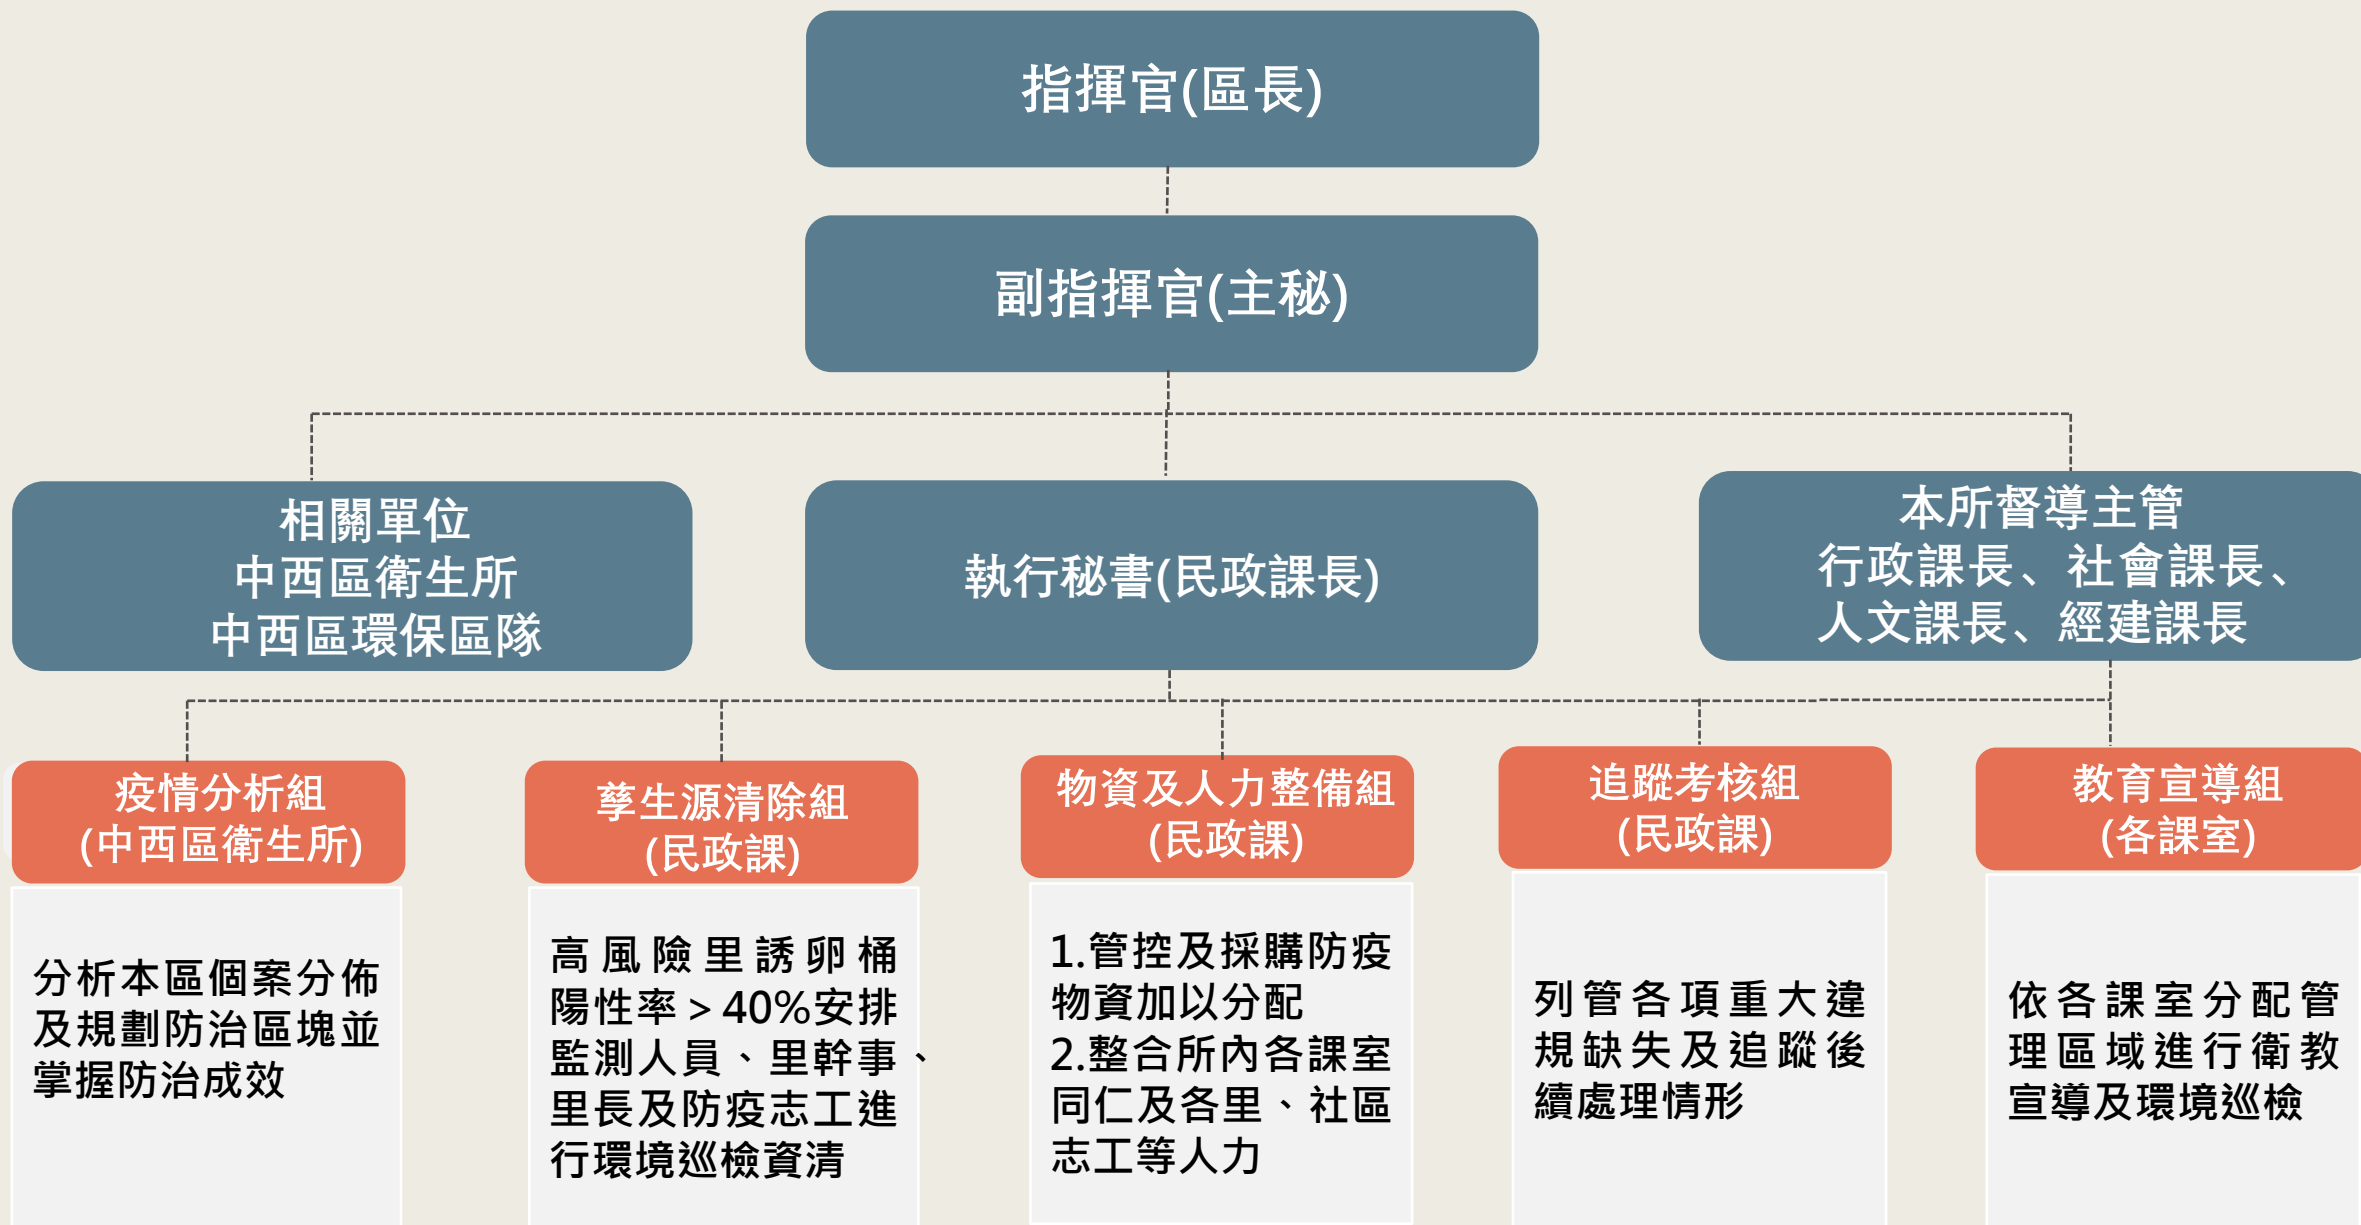 指揮官(區長)
副指揮官(主秘)
相關單位
中西區衛生所
中西區環保區隊
執行秘書(民政課長)
本所督導主管
行政課長、社會課長、
人文課長、經建課長
疫情分析組
(中西區衛生所)
分析本區個案分佈
及規劃防治區塊並
掌握防治成效
孳生源清除組
(民政課)
高風險里誘卵桶
陽性率＞40%安排
監測人員、里幹事、
里長及防疫志工進
行環境巡檢資清
物資及人力整備組
(民政課)
1.管控及採購防疫
物資加以分配
2.整合所內各課室
同仁及各里、社區
志工等人力
追蹤考核組
(民政課)
列管各項重大違
規缺失及追蹤後
續處理情形
教育宣導組
(各課室)
依各課室分配管
理區域進行衛教
宣導及環境巡檢